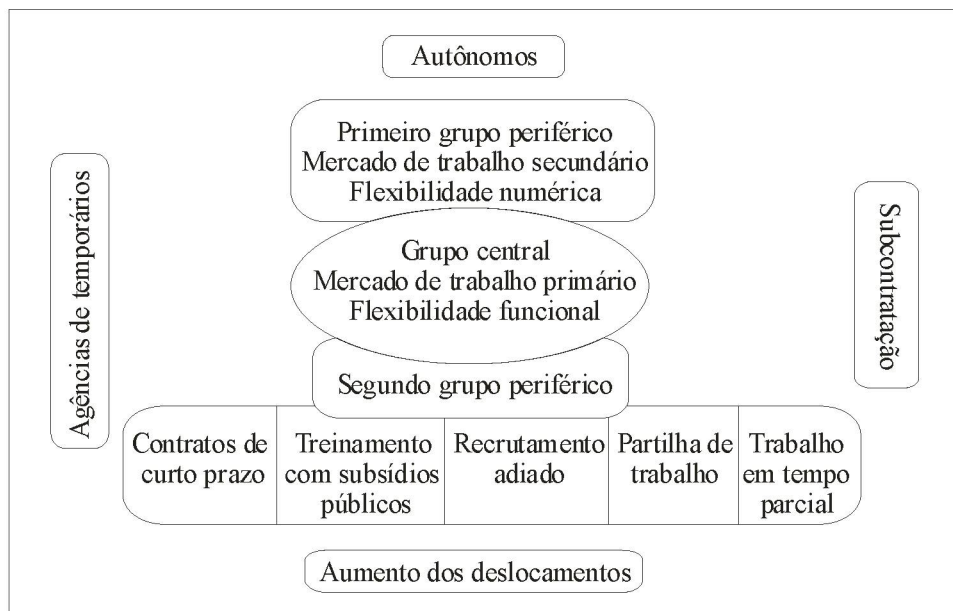 Autônomos
Primeiro grupo periférico
Mercado de trabalho secundário
Flexibilidade numérica
Agências de temporários
Subcontratação
Grupo central
Mercado de trabalho primário
Flexibilidade funcional
Segundo grupo periférico
Contratos de
curto prazo
Treinamento
com subsídios
públicos
Recrutamento
adiado
Partilha de
trabalho
Trabalho
em tempo
parcial
Aumento dos deslocamentos